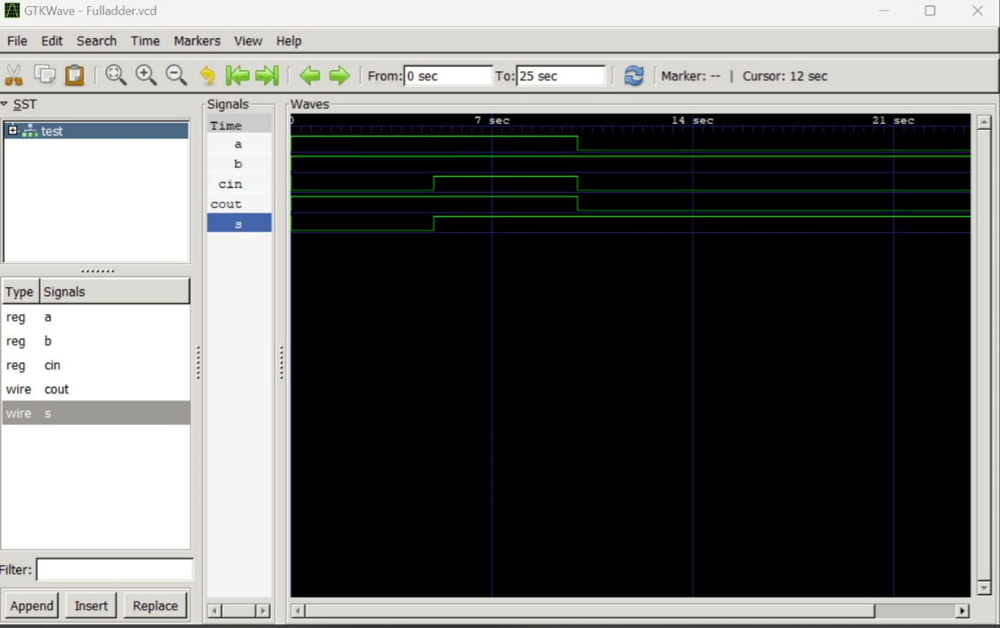 GTKWave - Fulladder.vcd
File Edit Search Time Markers View Help
From: 0 sec To: 25 sec Marker: -- | Cursor: 12 sec
SST
test
Type Signals
reg a
reg b
reg cin
wire cout
wire s
Filter:
Append Insert Replace
Signals
Time
a
b
cin
cout
s
Waves
0 7 sec 14 sec 21 sec